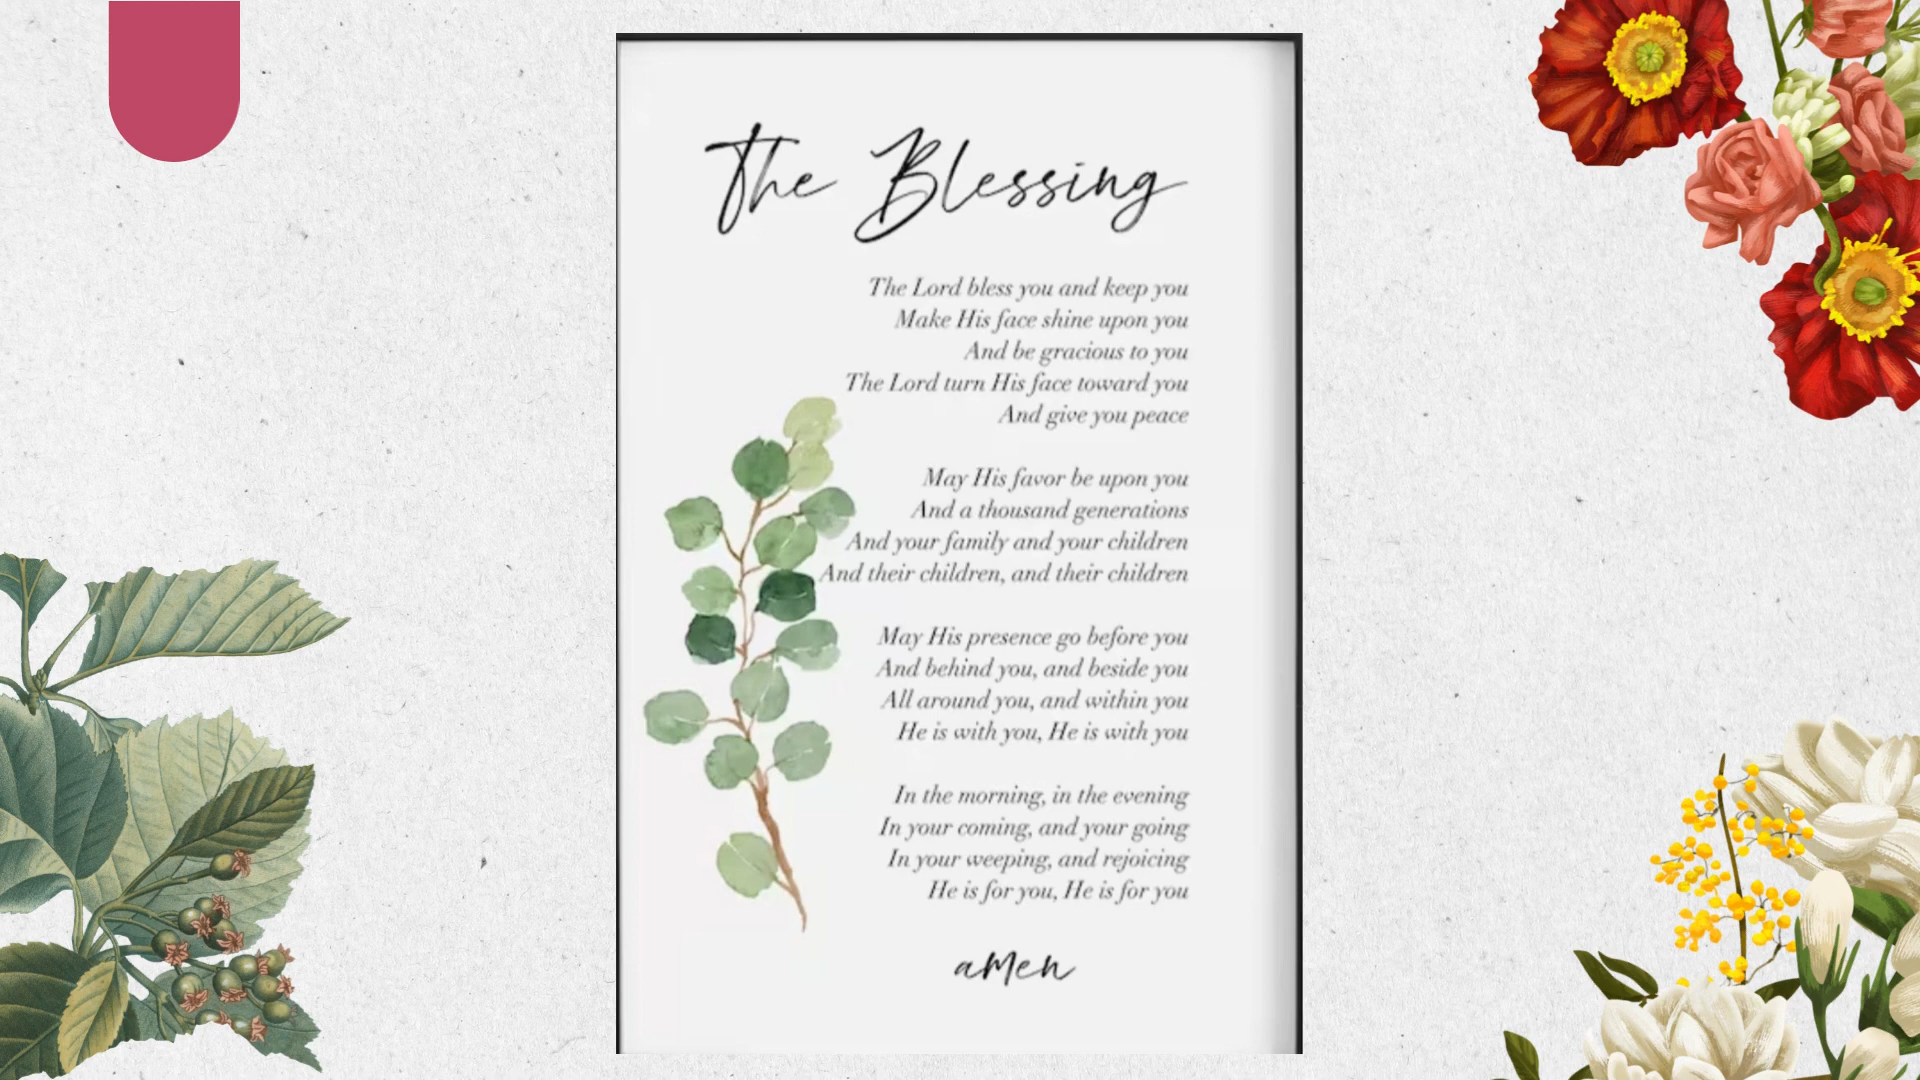 The Blessing
The Lord bless you and keep you
Make His face shine upon you
And be gracious to you
The Lord turn His face toward you
And give you peace
May His favor be upon you
And a thousand generations
And your family and your children
And their children, and their children
May His presence go before you
And behind you, and beside you
All around you, and within you
He is with you, He is with you
In the morning, in the evening
In your coming, and your going
In your weeping, and rejoicing
He is for you, He is for you
amen